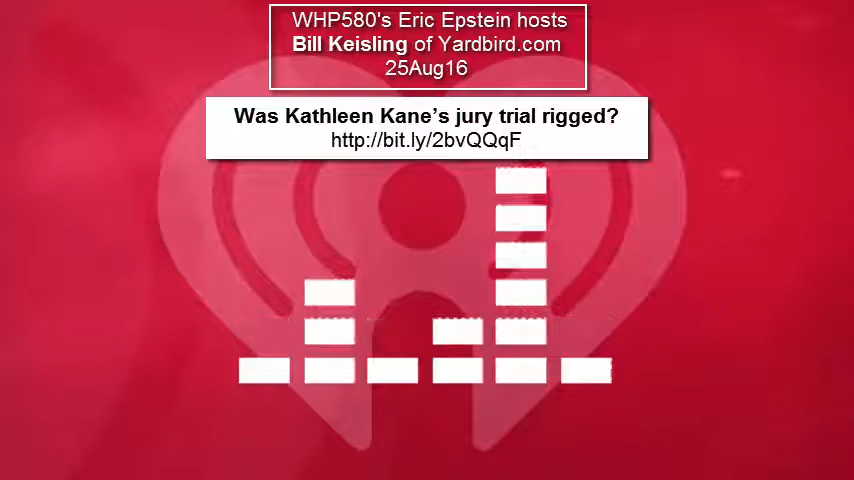 WHP580's Eric Epstein hosts
Bill Keisling of Yardbird.com
25Aug16
Was Kathleen Kane’s jury trial rigged?
http://bit.ly/2bvQQqF